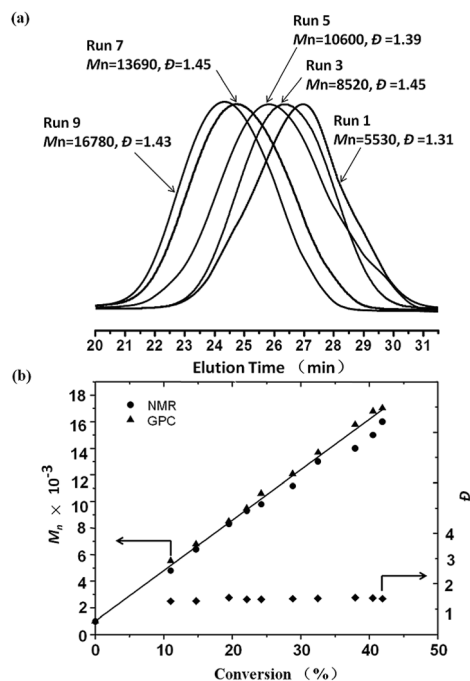 (a)
Run 7
Mn=13690, Đ=1.45
Run 5
Mn=10600, Đ=1.39
Run 3
Mn=8520, Đ=1.45
Run 9
Mn=16780, Đ=1.43
Run 1
Mn=5530, Đ=1.31
20 21 22 23 24 25 26 27 28 29 30 31
Elution Time （min）
(b)
NMR
GPC
18
16
14
12
10
8
6
4
2
0
Mn × 10-3
4
3
2
1
Đ
0 10 20 30 40 50
Conversion（%）